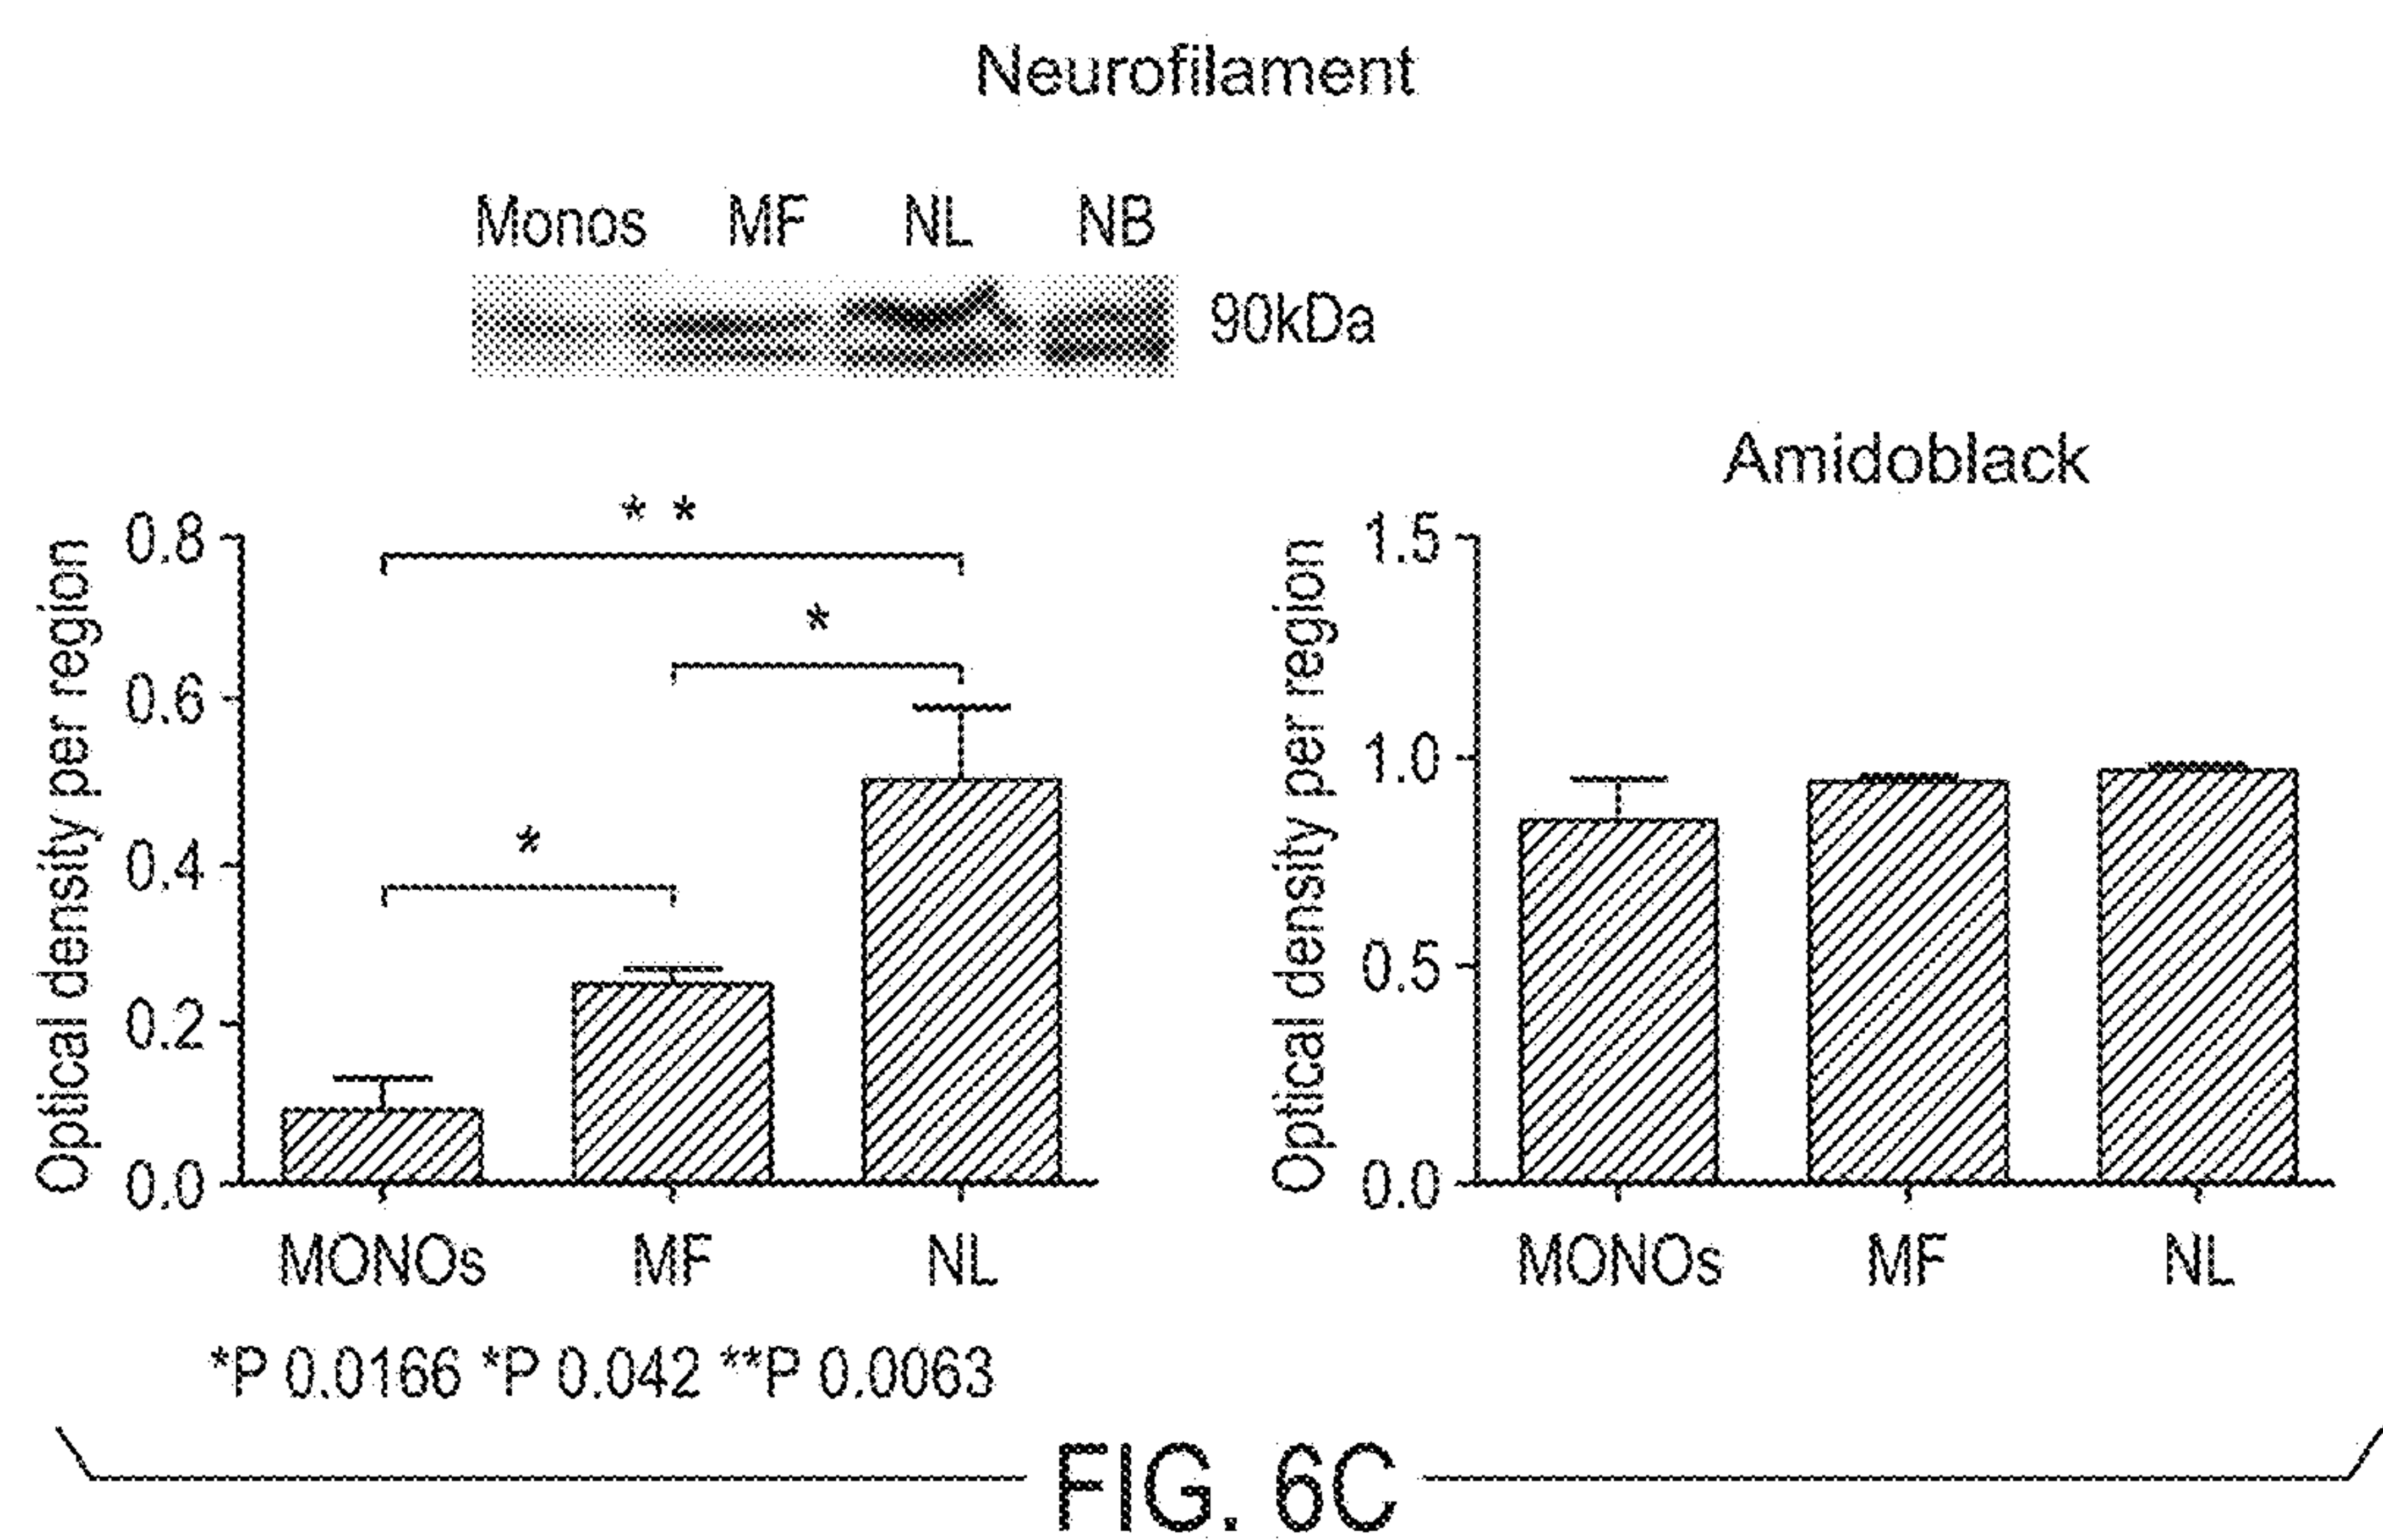 Neurofilament
Monos MF NL NB
90kDa
* *
*
*
Optical density per region
0.8
0.6
0.4
0.2
0.0
MONOs MF NL
*P 0.0166 *P 0.042 **P 0.0063
Amidoblack
Optical density per region
1.5
1.0
0.5
0.0
MONOs MF NL
FIG. 6C